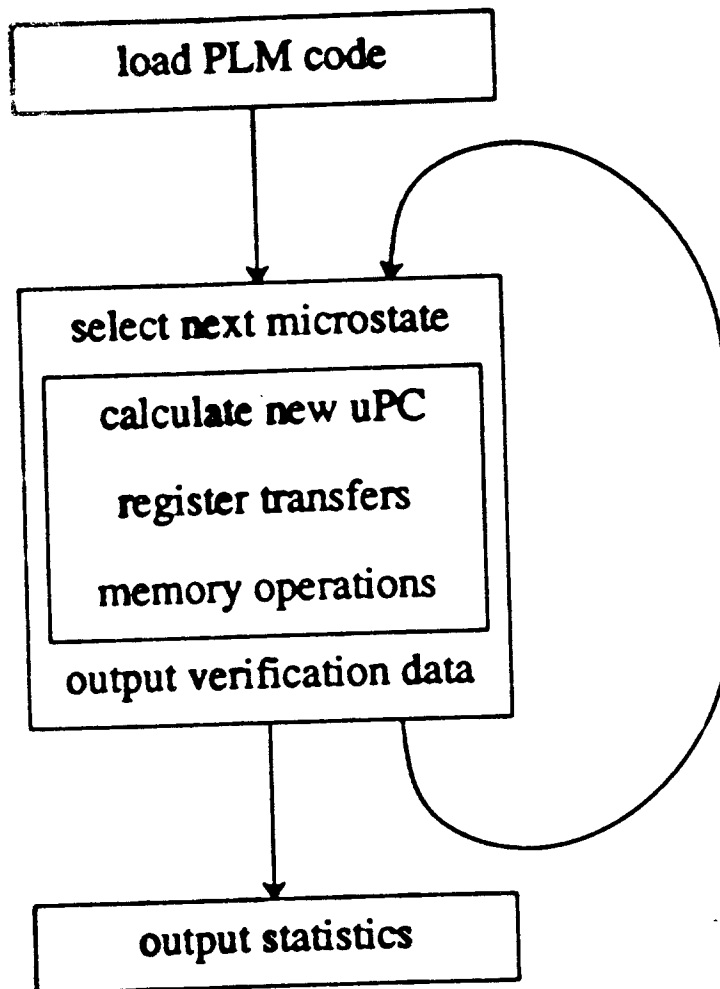 load PLM code
select next microstate
calculate new uPC
register transfers
memory operations
output verification data
output statistics